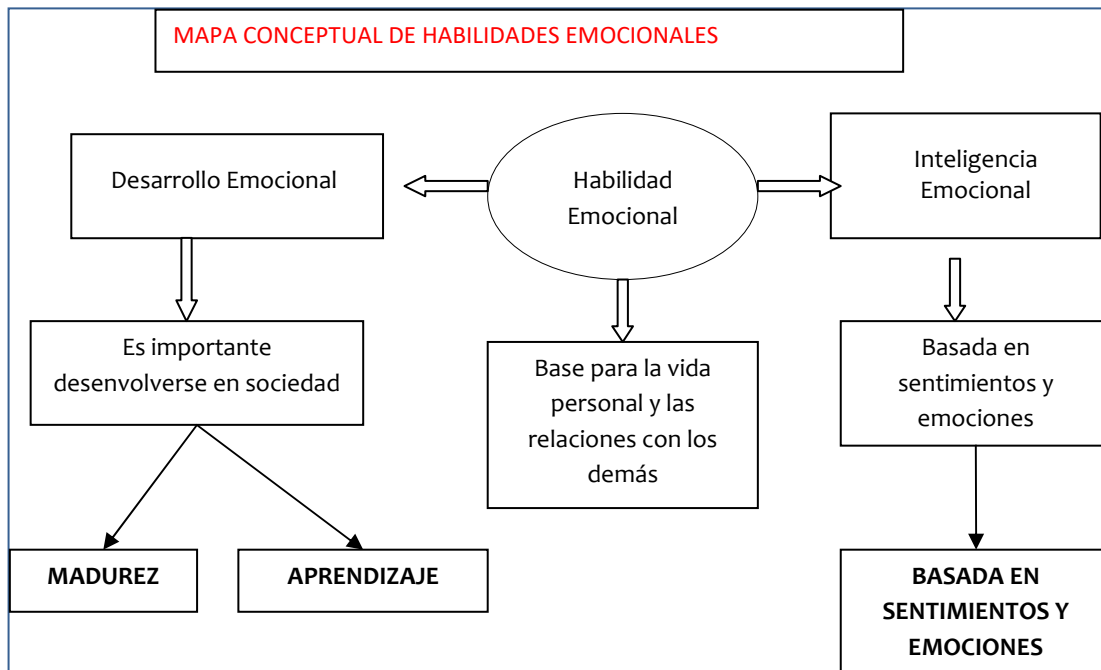 MAPA CONCEPTUAL DE HABILIDADES EMOCIONALES
Desarrollo Emocional
Habilidad
Emocional
Inteligencia
Emocional
Es importante
desenvolverse en sociedad
Base para la vida
personal y las
relaciones con los
demás
Basada en
sentimientos y
emociones
MADUREZ
APRENDIZAJE
BASADA EN
SENTIMIENTOS Y
EMOCIONES